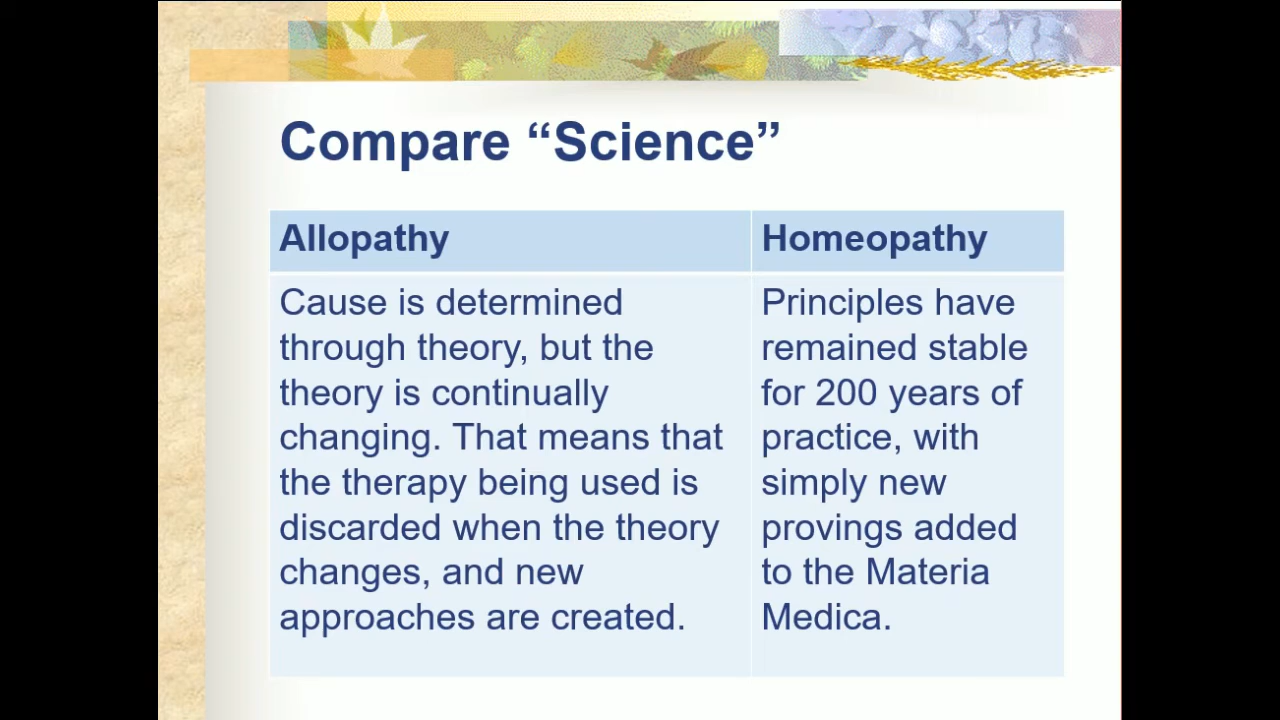 Compare “Science”
Allopathy
Cause is determined
through theory, but the
theory is continually
changing. That means that
the therapy being used is
discarded when the theory
changes, and new
approaches are created.
Homeopathy
Principles have
remained stable
for 200 years of
practice, with
simply new
provings added
to the Materia
Medica.